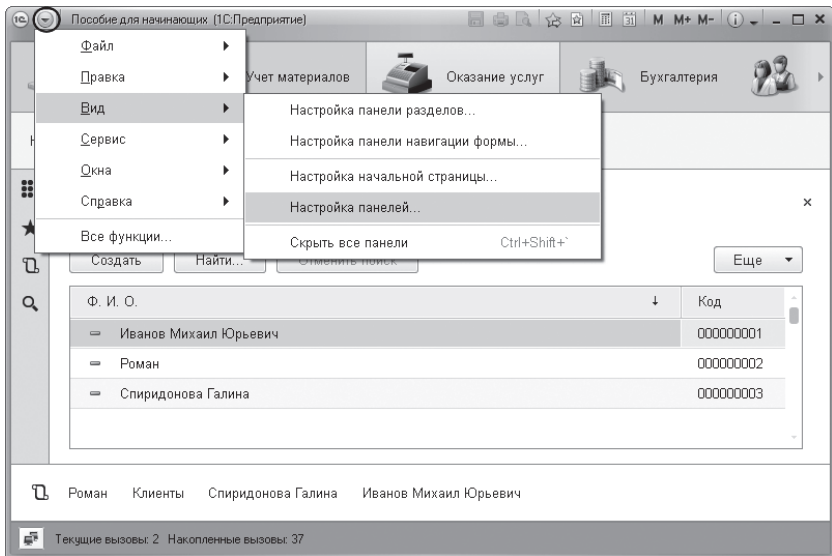 1С Пособие для начинающих (1С:Предприятие) M M+ M-
Файл
Правка
Вид
Сервис
Окна
Справка
Все функции...
Учет материалов Оказание услуг Бухгалтерия
Настройка панели разделов...
Настройка панели навигации формы...
Настройка начальной страницы...
Настройка панелей...
Скрыть все панели Ctrl+Shift+`
Создать Найти... Отменить поиск Еще
Ф. И. О. Код
Иванов Михаил Юрьевич 000000001
Роман 000000002
Спиридонова Галина 000000003
Роман Клиенты Спиридонова Галина Иванов Михаил Юрьевич
Текущие вызовы: 2 Накопленные вызовы: 37